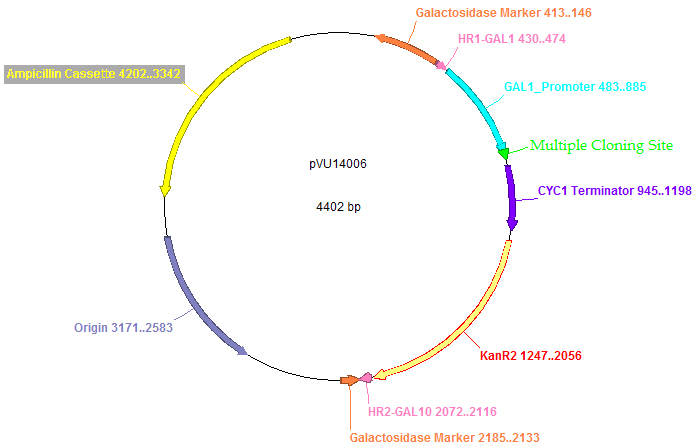 Galactosidase Marker 413..146
HR1-GAL1 430..474
Ampicillin Cassette 4202..3342
GAL1_Promoter 483..885
Multiple Cloning Site
pVU14006
CYC1 Terminator 945..1198
4402 bp
Origin 3171..2583
KanR2 1247..2056
HR2-GAL10 2072..2116
Galactosidase Marker 2185..2133